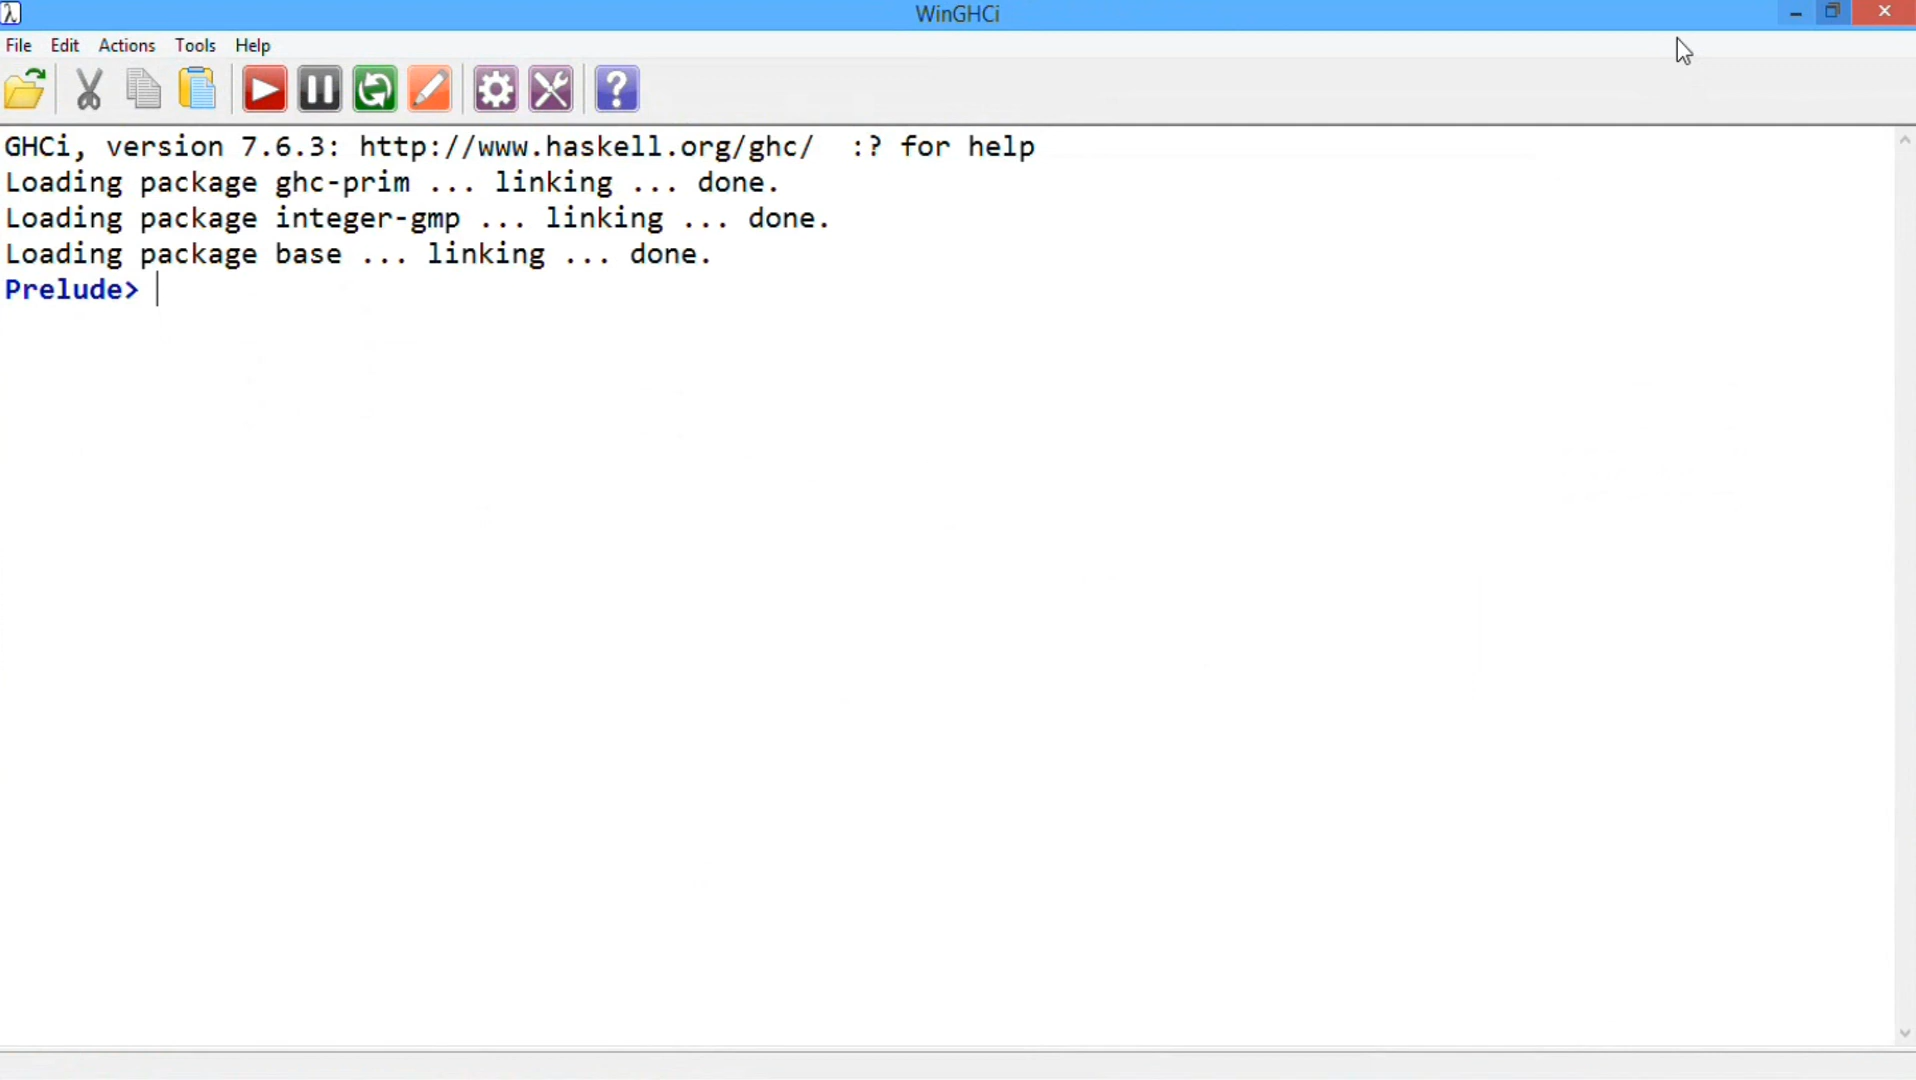 WinGHCi
File Edit Actions Tools Help
GHCi, version 7.6.3: http://www.haskell.org/ghc/  :? for help
Loading package ghc-prim ... linking ... done.
Loading package integer-gmp ... linking ... done.
Loading package base ... linking ... done.
Prelude>